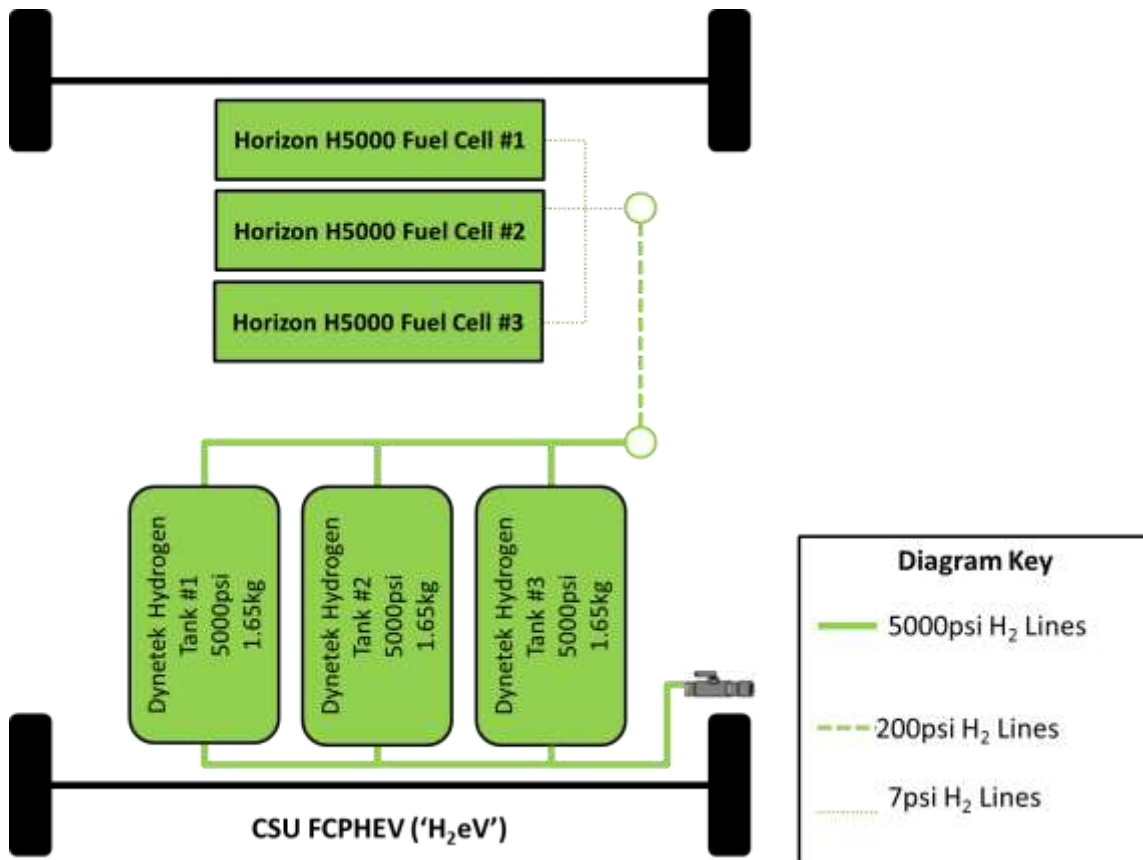 Horizon H5000 Fuel Cell #1
Horizon H5000 Fuel Cell #2
Horizon H5000 Fuel Cell #3
Dynetek Hydrogen
Tank #1
5000psi
1.65kg
Dynetek Hydrogen
Tank #2
5000psi
1.65kg
Dynetek Hydrogen
Tank #3
5000psi
1.65kg
CSU FCPHEV (‘H₂eV’)
Diagram Key
5000psi H₂ Lines
200psi H₂ Lines
7psi H₂ Lines